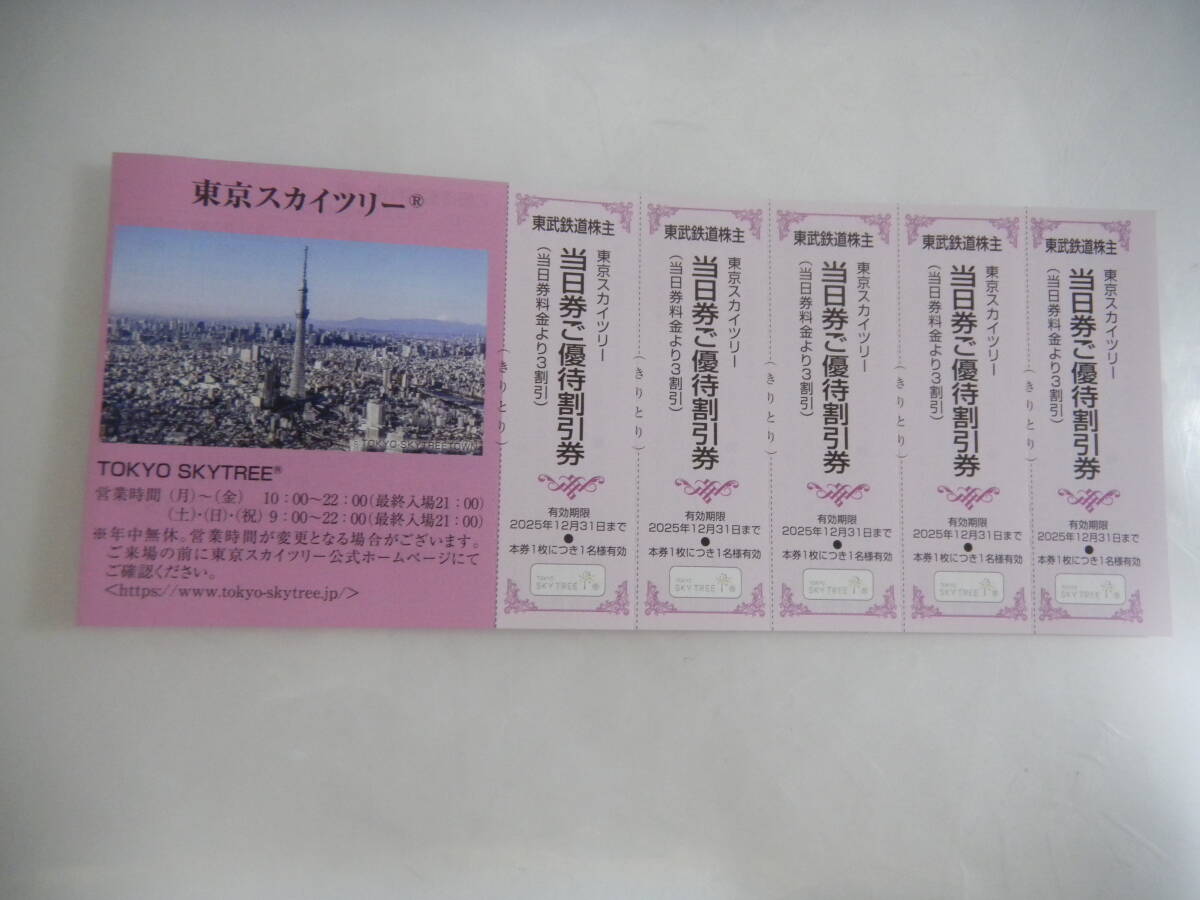 東京スカイツリー®
© TOKYO-SKYTREETOWN
TOKYO SKYTREE®
営業時間 (月)～(金) 10:00～22:00(最終入場21:00)
(土)・(日)・(祝) 9:00～22:00(最終入場21:00)
※年中無休。営業時間が変更となる場合がございます。
ご来場の前に東京スカイツリー公式ホームページにて
ご確認ください。
<https://www.tokyo-skytree.jp/>
(きりとり)
東武鉄道株主
東京スカイツリー
当日券ご優待割引券
(当日券料金より3割引)
有効期限
2025年12月31日まで
●
本券1枚につき1名様有効
TOKYO
SKYTREE®
(きりとり)
東武鉄道株主
東京スカイツリー
当日券ご優待割引券
(当日券料金より3割引)
有効期限
2025年12月31日まで
●
本券1枚につき1名様有効
TOKYO
SKYTREE®
(きりとり)
東武鉄道株主
東京スカイツリー
当日券ご優待割引券
(当日券料金より3割引)
有効期限
2025年12月31日まで
●
本券1枚につき1名様有効
TOKYO
SKYTREE®
(きりとり)
東武鉄道株主
東京スカイツリー
当日券ご優待割引券
(当日券料金より3割引)
有効期限
2025年12月31日まで
●
本券1枚につき1名様有効
TOKYO
SKYTREE®
(きりとり)
東武鉄道株主
東京スカイツリー
当日券ご優待割引券
(当日券料金より3割引)
有効期限
2025年12月31日まで
●
本券1枚につき1名様有効
TOKYO
SKYTREE®